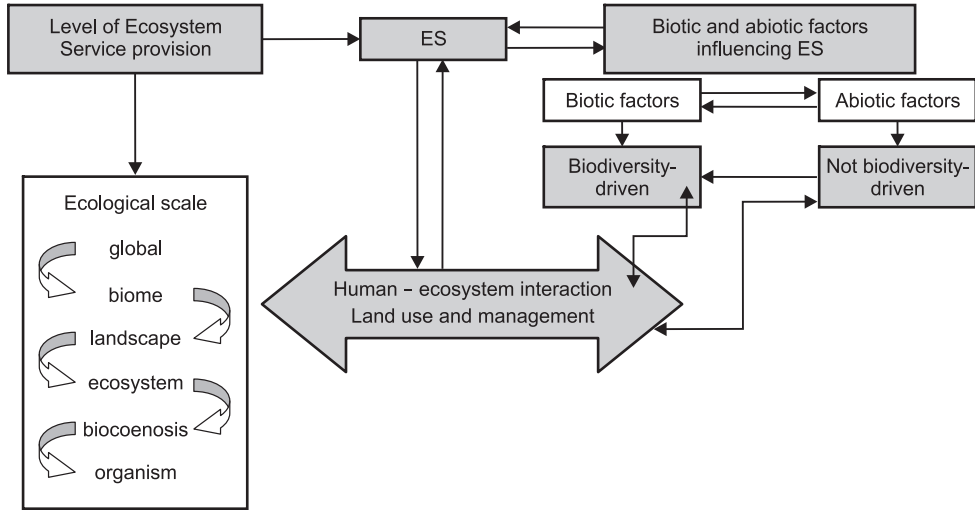 Level of Ecosystem
Service provision
ES
Biotic and abiotic factors
influencing ES
Biotic factors
Abiotic factors
Biodiversity-
driven
Not biodiversity-
driven
Ecological scale
global
biome
landscape
ecosystem
biocoenosis
organism
Human – ecosystem interaction
Land use and management